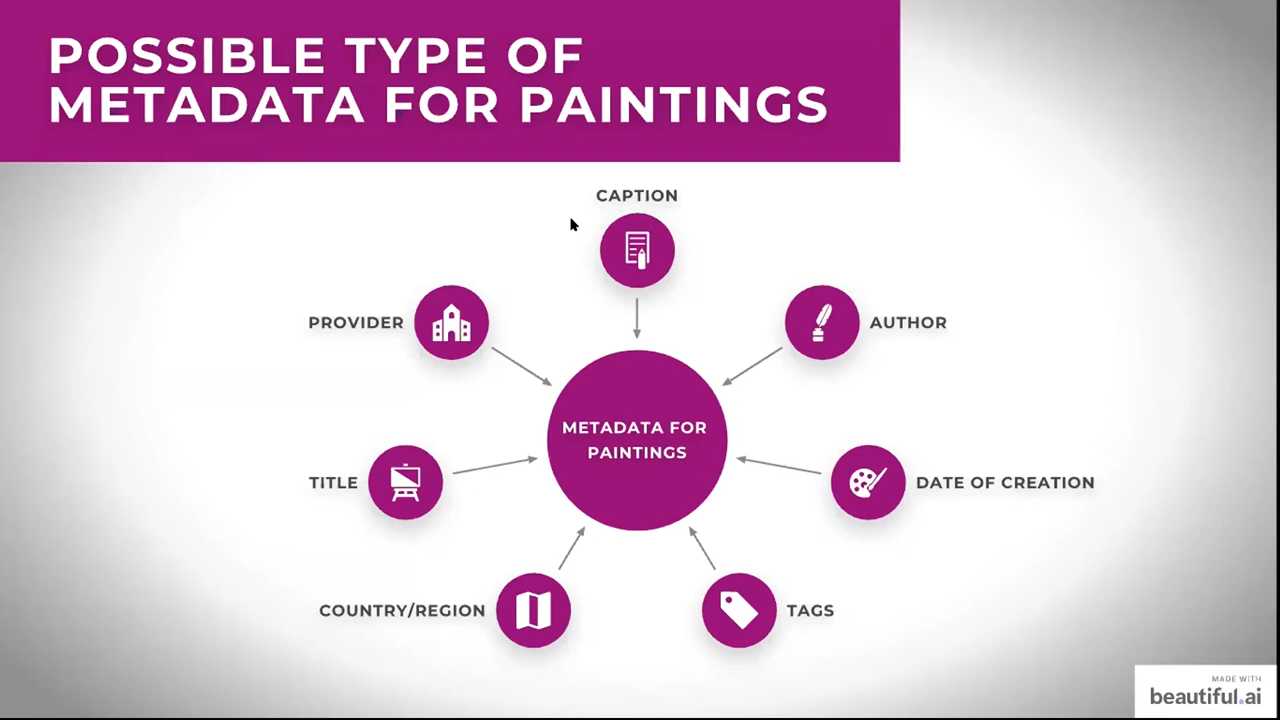 POSSIBLE TYPE OF
METADATA FOR PAINTINGS
CAPTION
PROVIDER
AUTHOR
METADATA FOR
PAINTINGS
TITLE
DATE OF CREATION
COUNTRY/REGION
TAGS
MADE WITH
beautiful.ai